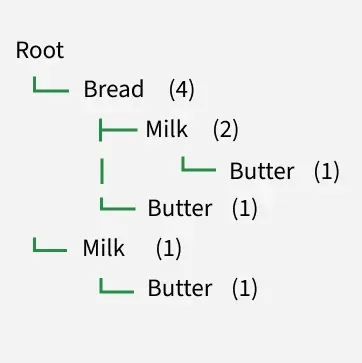 Root
Bread (4)
Milk (2)
Butter (1)
Butter (1)
Milk (1)
Butter (1)